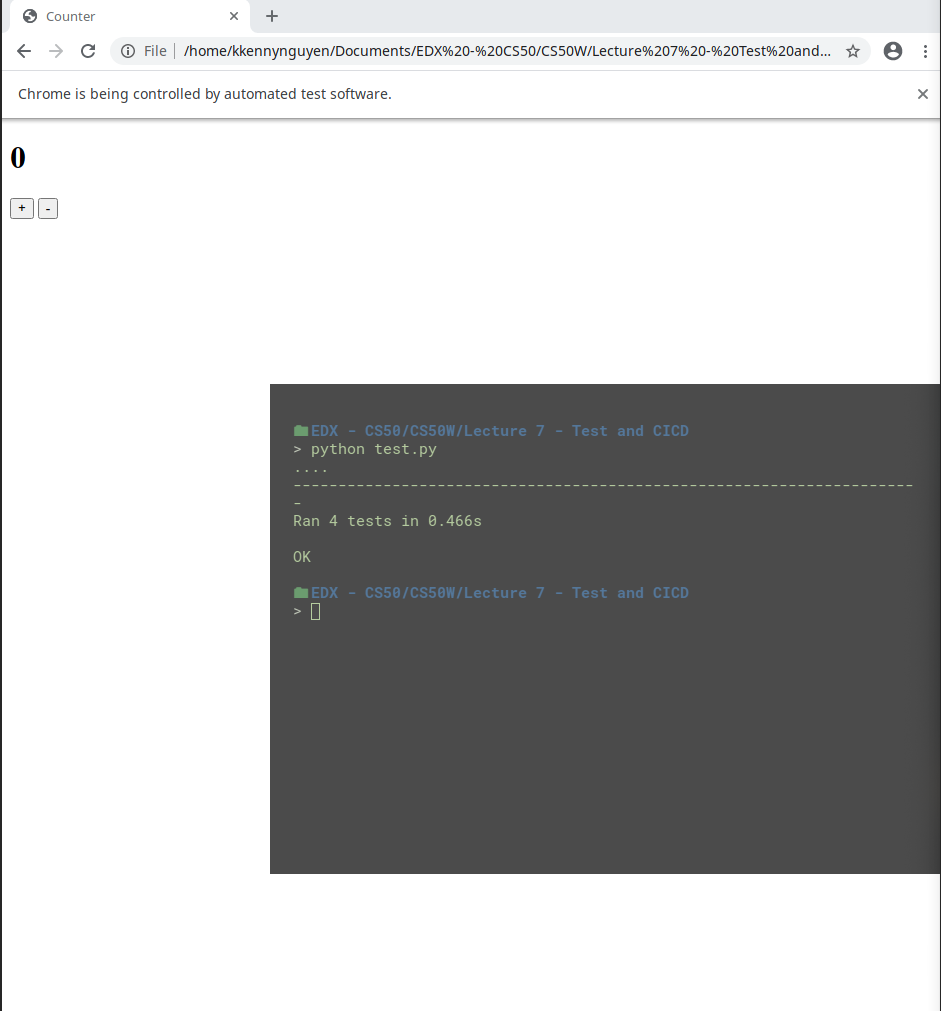 Counter
File /home/kkennynguyen/Documents/EDX%20-%20CS50/CS50W/Lecture%207%20-%20Test%20and...
Chrome is being controlled by automated test software.
0
+ -
EDX - CS50/CS50W/Lecture 7 - Test and CICD
> python test.py
....
---------------------------------------------------------------------
-
Ran 4 tests in 0.466s
OK
EDX - CS50/CS50W/Lecture 7 - Test and CICD
>